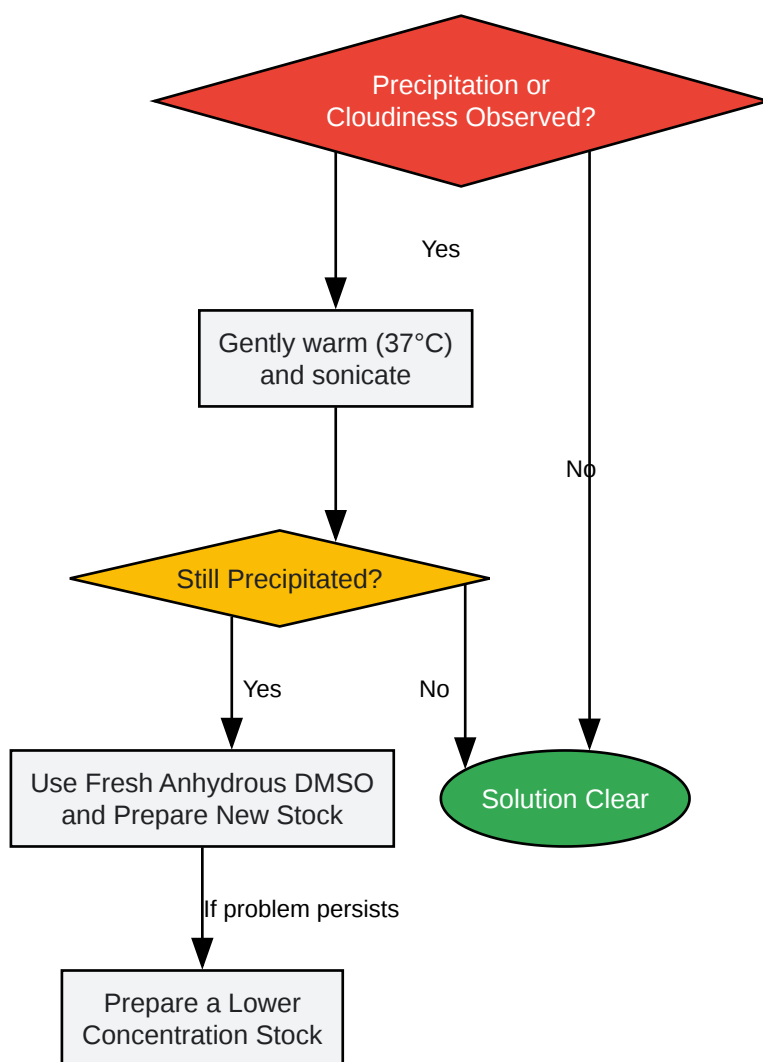 Precipitation or
Cloudiness Observed?
Yes
Gently warm (37°C)
and sonicate
No
Still Precipitated?
Yes
No
Use Fresh Anhydrous DMSO
and Prepare New Stock
Solution Clear
If problem persists
Prepare a Lower
Concentration Stock